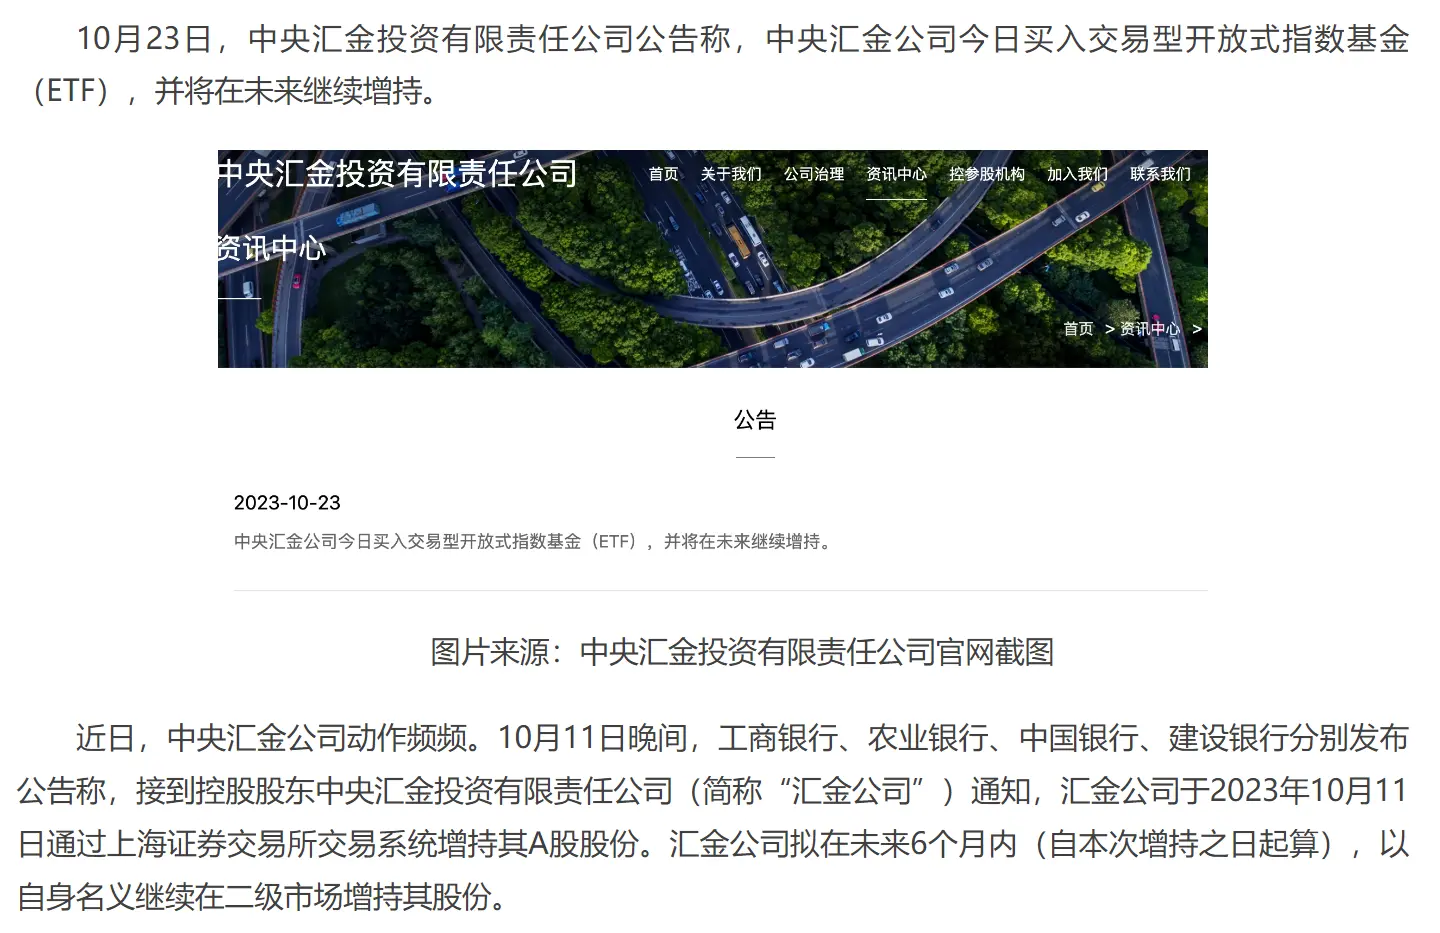 10月23日，中央汇金投资有限责任公司公告称，中央汇金公司今日买入交易型开放式指数基金
（ETF），并将在未来继续增持。
中央汇金投资有限责任公司
首页 关于我们 公司治理 资讯中心 控参股机构 加入我们 联系我们
资讯中心
首页 > 资讯中心 >
公告
2023-10-23
中央汇金公司今日买入交易型开放式指数基金（ETF），并将在未来继续增持。
图片来源：中央汇金投资有限责任公司官网截图
近日，中央汇金公司动作频频。10月11日晚间，工商银行、农业银行、中国银行、建设银行分别发布
公告称，接到控股股东中央汇金投资有限责任公司（简称“汇金公司”）通知，汇金公司于2023年10月11
日通过上海证券交易所交易系统增持其A股股份。汇金公司拟在未来6个月内（自本次增持之日起算），以
自身名义继续在二级市场增持其股份。